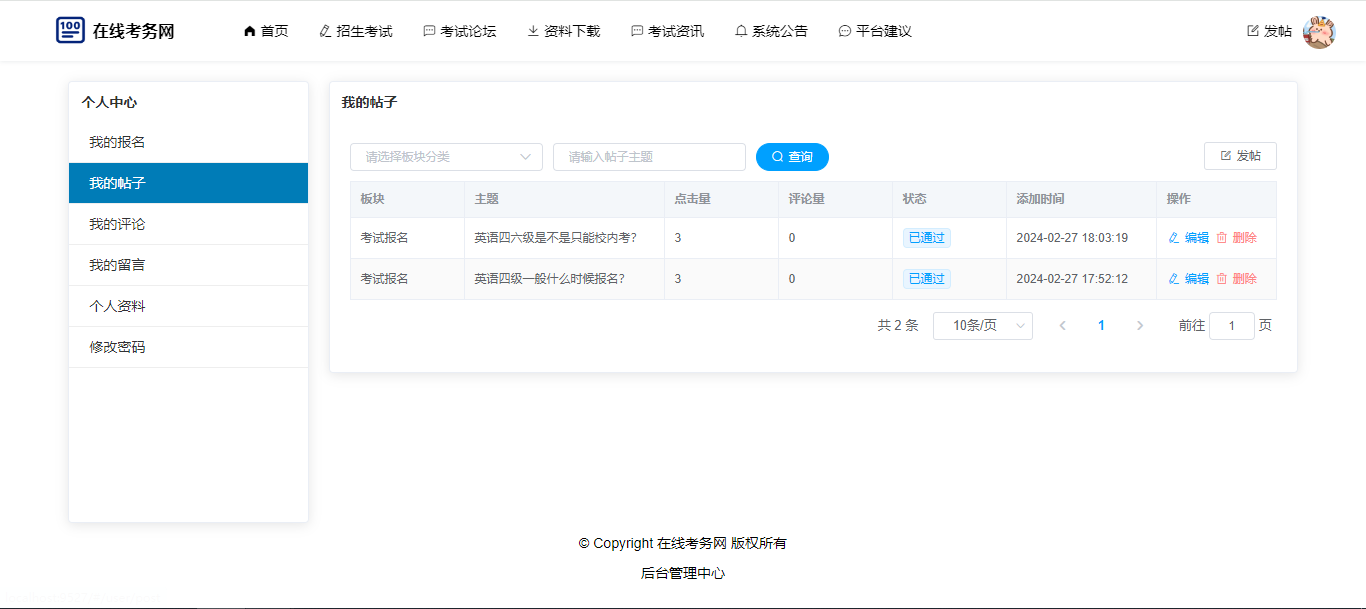 100 在线考务网 首页 招生考试 考试论坛 资料下载 考试资讯 系统公告 平台建议 发帖
个人中心
我的报名
我的帖子
我的评论
我的留言
个人资料
修改密码
我的帖子
请选择板块分类 请输入帖子主题 查询 发帖
板块 主题 点击量 评论量 状态 添加时间 操作
考试报名 英语四六级是不是只能校内考? 3 0 已通过 2024-02-27 18:03:19 编辑 删除
考试报名 英语四级一般什么时候报名? 3 0 已通过 2024-02-27 17:52:12 编辑 删除
共 2 条 10条/页 1 前往 1 页
© Copyright 在线考务网 版权所有
后台管理中心